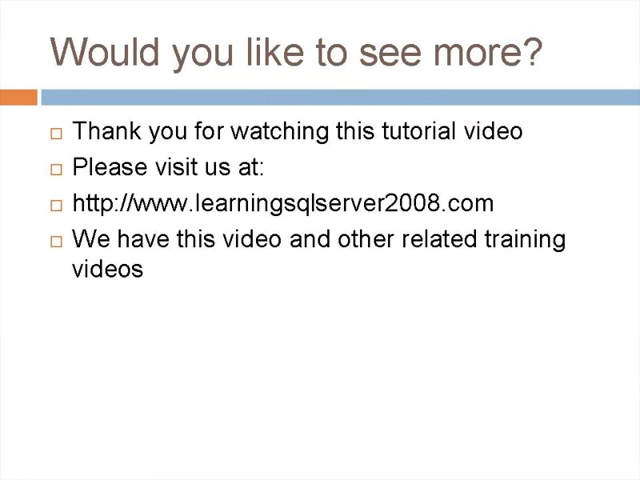 Would you like to see more?
Thank you for watching this tutorial video
Please visit us at:
http://www.learningsqlserver2008.com
We have this video and other related training
videos